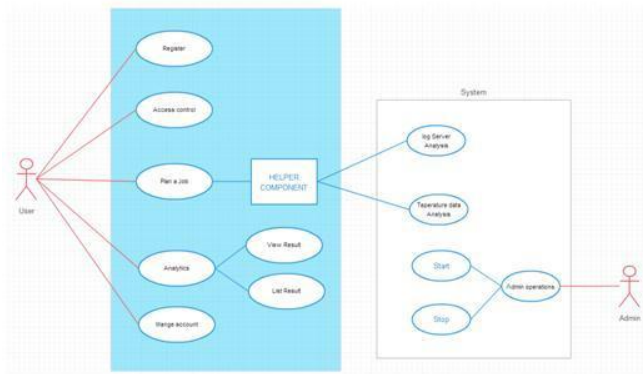 Register
System
Access control
log Server
Analysis
HELPER
COMPONENT
Plan a Job
User
Taperature data
Analysis
View Result
Analytics
Start
List Result
Admin operations
Mange account
Stop
Admin